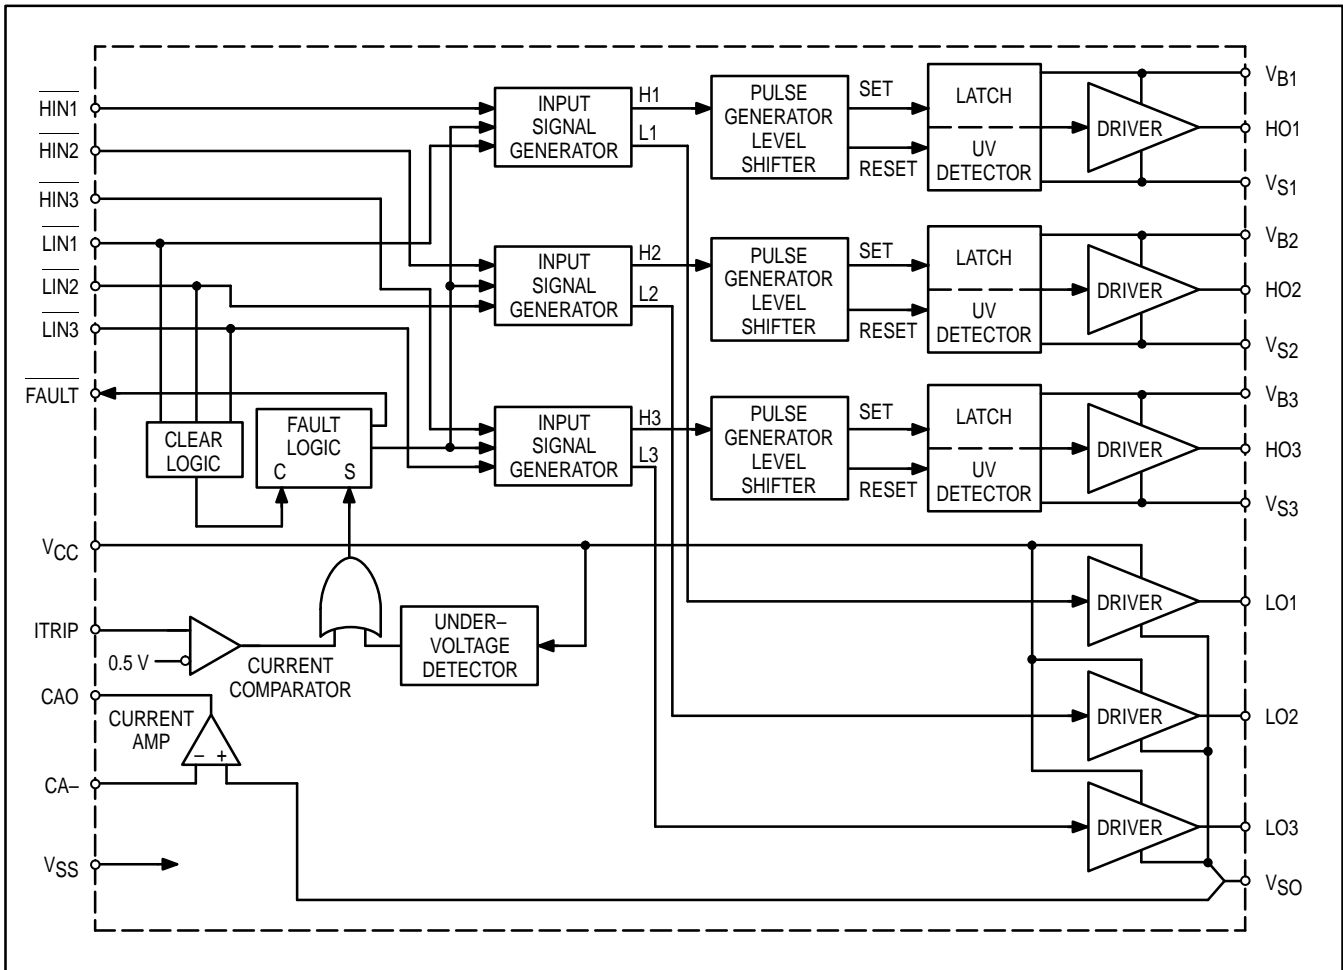 HIN1
HIN2
HIN3
LIN1
LIN2
LIN3
FAULT
VCC
ITRIP
0.5 V
CAO
CA–
VSS
CLEAR
LOGIC
FAULT
LOGIC
C S
CURRENT
COMPARATOR
UNDER–
VOLTAGE
DETECTOR
CURRENT
AMP
– +
INPUT
SIGNAL
GENERATOR
H1
L1
PULSE
GENERATOR
LEVEL
SHIFTER
SET
RESET
LATCH
UV
DETECTOR
DRIVER
VB1
HO1
VS1
INPUT
SIGNAL
GENERATOR
H2
L2
PULSE
GENERATOR
LEVEL
SHIFTER
SET
RESET
LATCH
UV
DETECTOR
DRIVER
VB2
HO2
VS2
INPUT
SIGNAL
GENERATOR
H3
L3
PULSE
GENERATOR
LEVEL
SHIFTER
SET
RESET
LATCH
UV
DETECTOR
DRIVER
VB3
HO3
VS3
DRIVER
LO1
DRIVER
LO2
DRIVER
LO3
VSO